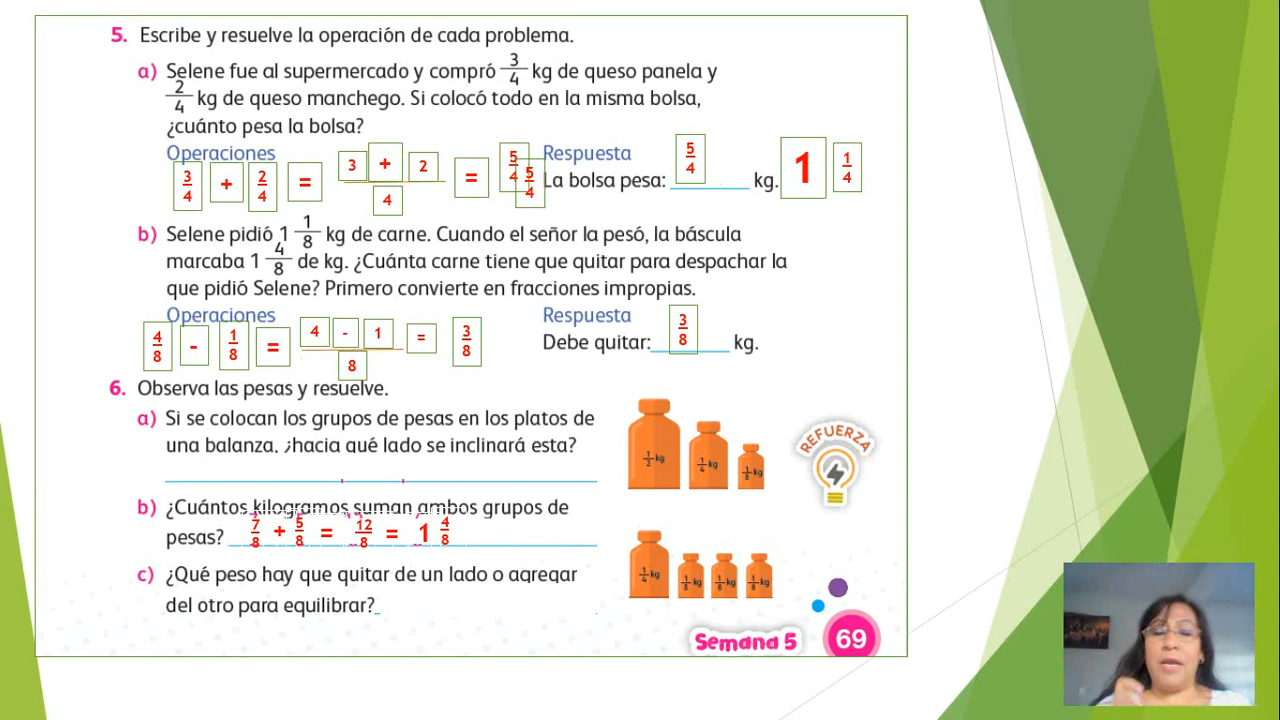 5. Escribe y resuelve la operación de cada problema.
a) Selene fue al supermercado y compró 3/4 kg de queso panela y
2/4 kg de queso manchego. Si colocó todo en la misma bolsa,
¿cuánto pesa la bolsa?
Operaciones
3/4 + 2/4 = 3 + 2 / 4 = 5/4 5/4
Respuesta
La bolsa pesa: 5/4 kg. 1 1/4
b) Selene pidió 1 1/8 kg de carne. Cuando el señor la pesó, la báscula
marcaba 1 4/8 de kg. ¿Cuánta carne tiene que quitar para despachar la
que pidió Selene? Primero convierte en fracciones impropias.
Operaciones
4/8 - 1/8 = 4 - 1 / 8 = 3/8
Respuesta
Debe quitar: 3/8 kg.
6. Observa las pesas y resuelve.
a) Si se colocan los grupos de pesas en los platos de
una balanza, ¿hacia qué lado se inclinará esta?
b) ¿Cuántos kilogramos suman ambos grupos de
pesas? 7/8 + 5/8 = 12/8 = 1 4/8
c) ¿Qué peso hay que quitar de un lado o agregar
del otro para equilibrar?
1/2 kg 1/4 kg 1/8 kg
REFUERZA
1/4 kg 1/8 kg 1/8 kg 1/8 kg
Semana 5 69